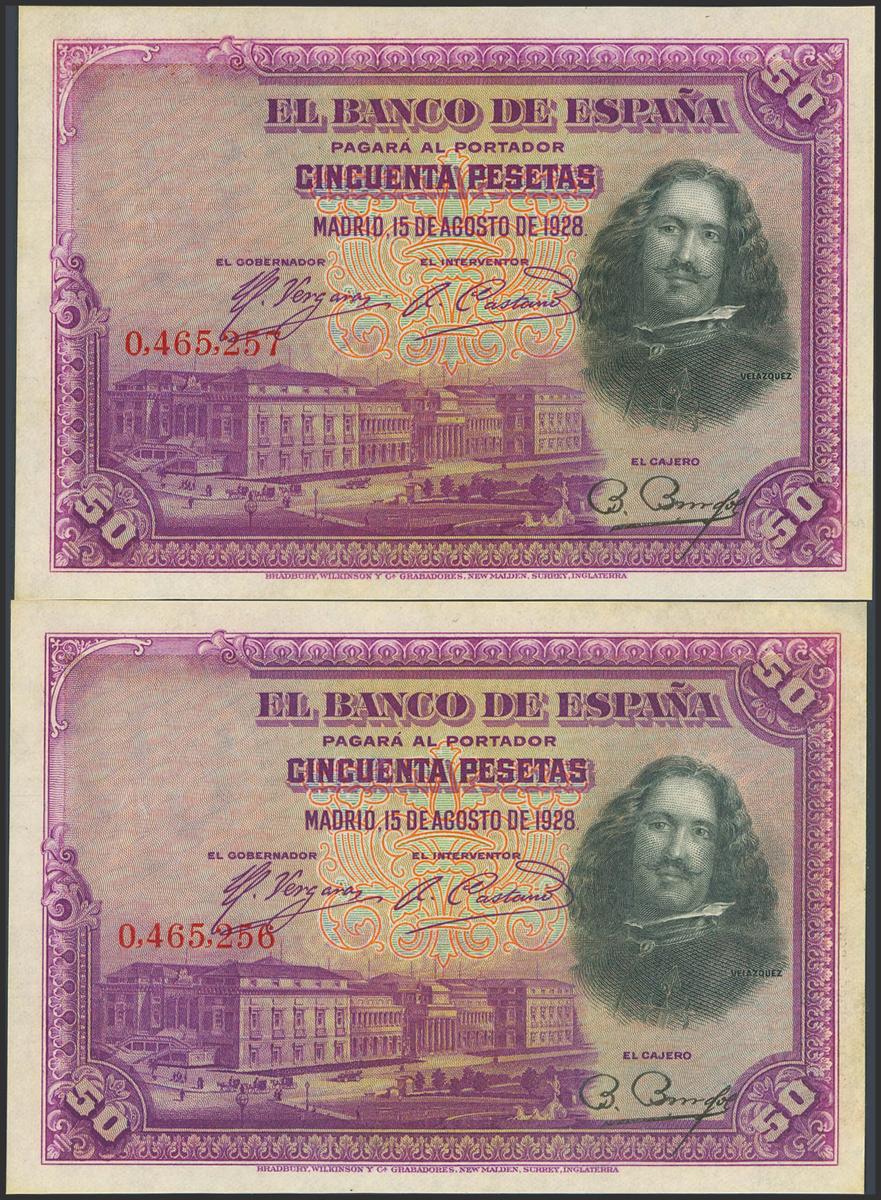 50
EL BANCO DE ESPAÑA
PAGARÁ AL PORTADOR
CINCUENTA PESETAS
MADRID, 15 DE AGOSTO DE 1928.
EL GOBERNADOR EL INTERVENTOR
0,465,257
VELAZQUEZ
EL CAJERO
50 50
BRADBURY, WILKINSON Y Cª GRABADORES, NEW MALDEN, SURREY, INGLATERRA
50
EL BANCO DE ESPAÑA
PAGARÁ AL PORTADOR
CINCUENTA PESETAS
MADRID, 15 DE AGOSTO DE 1928.
EL GOBERNADOR EL INTERVENTOR
0,465,256
VELAZQUEZ
EL CAJERO
50 50
BRADBURY, WILKINSON Y Cª GRABADORES, NEW MALDEN, SURREY, INGLATERRA